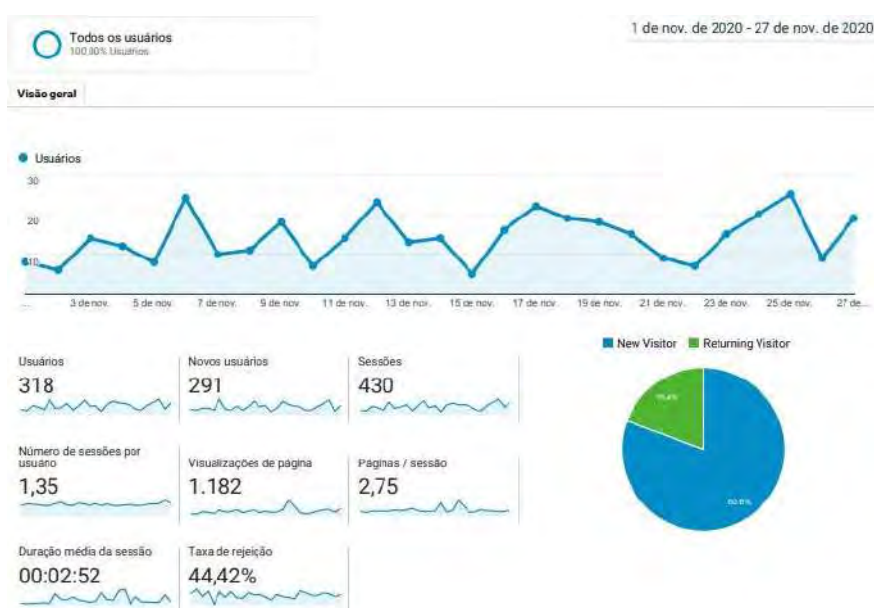 Todos os usuários
100,00% Usuários
1 de nov. de 2020 - 27 de nov. de 2020
Visão geral
Usuários
30
20
10
...
3 de nov.
5 de nov.
7 de nov.
9 de nov.
11 de nov.
13 de nov.
15 de nov.
17 de nov.
19 de nov.
21 de nov.
23 de nov.
25 de nov.
27 de...
New Visitor
Returning Visitor
Usuários
318
Novos usuários
291
Sessões
430
Número de sessões por
usuário
1,35
Visualizações de página
1.182
Páginas / sessão
2,75
Duração média da sessão
00:02:52
Taxa de rejeição
44,42%